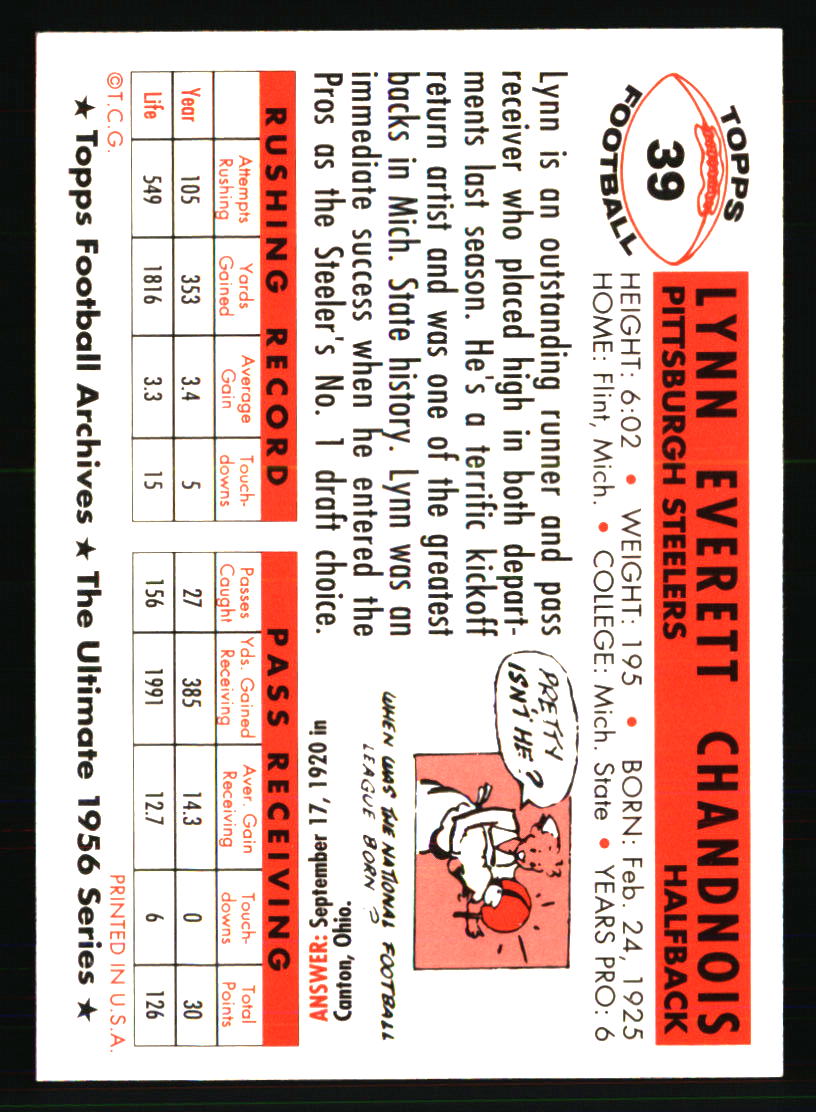 TOPPS
39
FOOTBALL
LYNN EVERETT CHANDNOIS
PITTSBURGH STEELERS HALFBACK
HEIGHT: 6:02 • WEIGHT: 195 • BORN: Feb. 24, 1925
HOME: Flint, Mich. • COLLEGE: Mich. State • YEARS PRO: 6
Lynn is an outstanding runner and pass
receiver who placed high in both depart-
ments last season. He's a terrific kickoff
return artist and was one of the greatest
backs in Mich. State history. Lynn was an
immediate success when he entered the
Pros as the Steeler's No. 1 draft choice.
PRETTY
ISN'T HE?
WHEN WAS THE NATIONAL FOOTBALL
LEAGUE BORN?
ANSWER: September 17, 1920 in
Canton, Ohio.
RUSHING RECORD
Attempts Rushing Yards Gained Average Gain Touch-downs
Year 105 353 3.4 5
Life 549 1816 3.3 15
PASS RECEIVING
Passes Caught Yds. Gained Receiving Aver. Gain Receiving Touch-downs Total Points
27 385 14.3 0 30
156 1991 12.7 6 126
©T.C.G. PRINTED IN U.S.A.
★ Topps Football Archives ★ The Ultimate 1956 Series ★